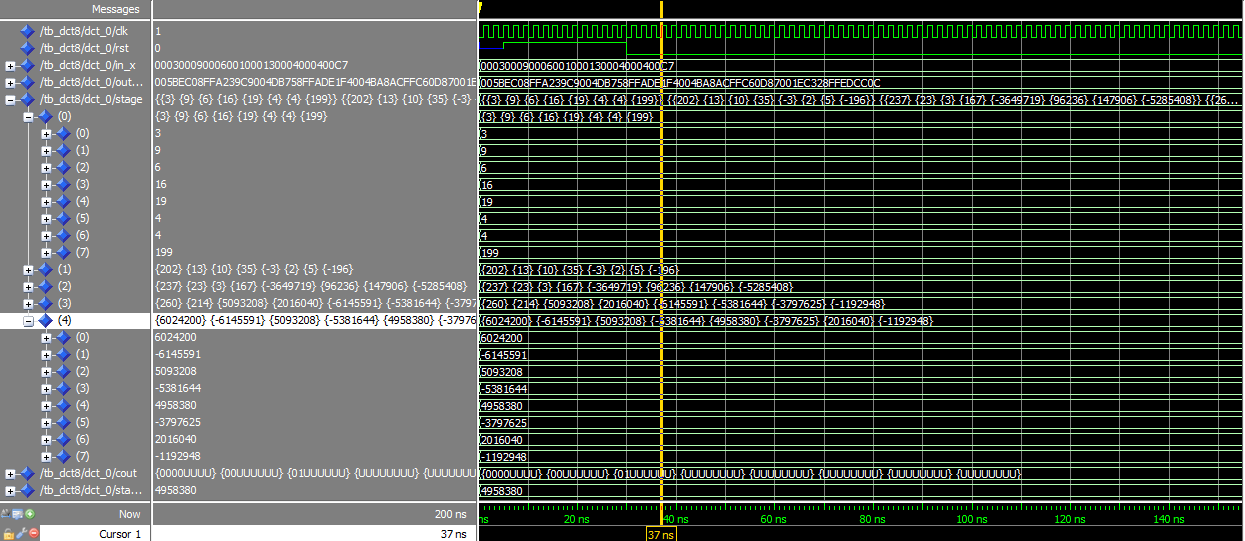 Messages
/tb_dct8/dct_0/clk 1
/tb_dct8/dct_0/rst 0
/tb_dct8/dct_0/in_x 000300090006001000130004000400C7 000300090006001000130004000400C7
/tb_dct8/dct_0/out... 005BEC08FFA239C9004DB758FFADE1F4004BA8ACFFC60D87001E 005BEC08FFA239C9004DB758FFADE1F4004BA8ACFFC60D87001EC328FFEDCC0C
/tb_dct8/dct_0/stage {{3} {9} {6} {16} {19} {4} {4} {199}} {{202} {13} {10} {35} {-3} {{3} {9} {6} {16} {19} {4} {4} {199}} {{202} {13} {10} {35} {-3} {2} {5} {-196}} {{237} {23} {3} {167} {-3649719} {96236} {147906} {-5285408}} {{26...
(0) {3} {9} {6} {16} {19} {4} {4} {199} {3} {9} {6} {16} {19} {4} {4} {199}
(0) 3 3
(1) 9 9
(2) 6 6
(3) 16 16
(4) 19 19
(5) 4 4
(6) 4 4
(7) 199 199
(1) {202} {13} {10} {35} {-3} {2} {5} {-196} {202} {13} {10} {35} {-3} {2} {5} {-196}
(2) {237} {23} {3} {167} {-3649719} {96236} {147906} {-5285408} {237} {23} {3} {167} {-3649719} {96236} {147906} {-5285408}
(3) {260} {214} {5093208} {2016040} {-6145591} {-5381644} {-3797 {260} {214} {5093208} {2016040} {-6145591} {-5381644} {-3797625} {-1192948}
(4) {6024200} {-6145591} {5093208} {-5381644} {4958380} {-3797 {6024200} {-6145591} {5093208} {-5381644} {4958380} {-3797625} {2016040} {-1192948}
(0) 6024200 6024200
(1) -6145591 -6145591
(2) 5093208 5093208
(3) -5381644 -5381644
(4) 4958380 4958380
(5) -3797625 -3797625
(6) 2016040 2016040
(7) -1192948 -1192948
/tb_dct8/dct_0/cout {0000UUUU} {00UUUUUU} {01UUUUUU} {UUUUUUUU} {UUUUUUU {0000UUUU} {00UUUUUU} {01UUUUUU} {UUUUUUUU} {UUUUUUUU} {UUUUUUUU} {UUUUUUUU} {UUUUUUUU}
/tb_dct8/dct_0/sta... 4958380 4958380
Now 200 ns ns 20 ns 40 ns 60 ns 80 ns 100 ns 120 ns 140 ns
Cursor 1 37 ns 37 ns